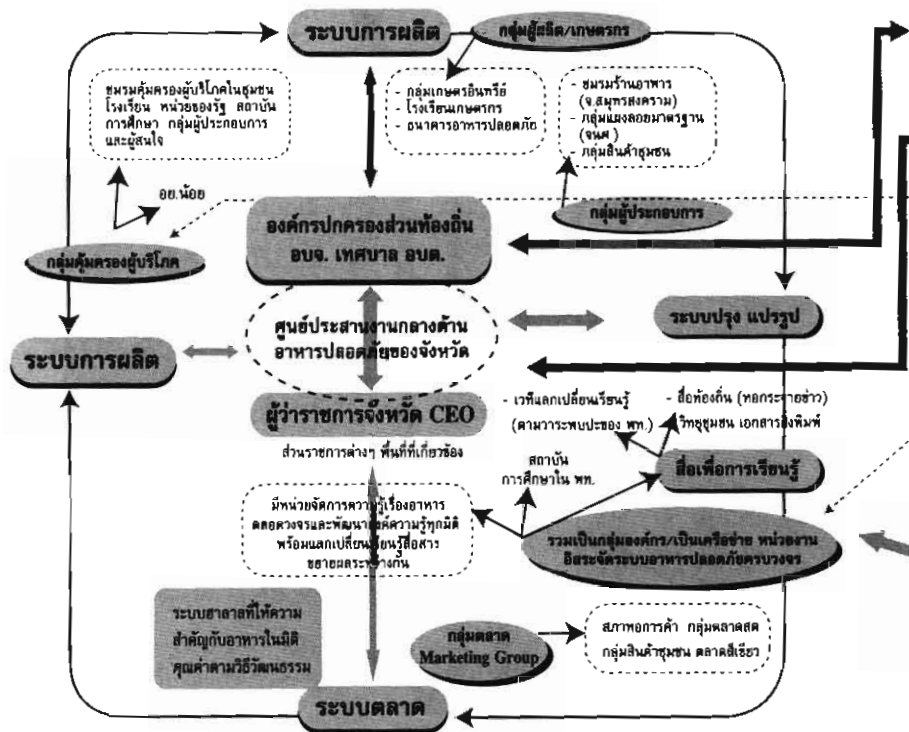 ระบบการผลิต
กลุ่มผู้ผลิต/เกษตรกร
ชมรมคุ้มครองผู้บริโภคในชุมชน
โรงเรียน หน่วยของรัฐ สถาบัน
การศึกษา กลุ่มผู้ประกอบการ
และผู้สนใจ
- กลุ่มเกษตรอินทรีย์
- โรงเรียนเกษตรกร
- ธนาคารอาหารปลอดภัย
- ชมรมร้านอาหาร
(จ.สมุทรสงคราม)
- กลุ่มแผงลอยมาตรฐาน
(จนศ.)
- กลุ่มสินค้าชุมชน
อย.น้อย
กลุ่มคุ้มครองผู้บริโภค
องค์กรปกครองส่วนท้องถิ่น
อบจ. เทศบาล อบต.
กลุ่มผู้ประกอบการ
ศูนย์ประสานงานกลางด้าน
อาหารปลอดภัยของจังหวัด
ระบบปรุง แปรรูป
ระบบการผลิต
ผู้ว่าราชการจังหวัด CEO
ส่วนราชการต่างๆ พื้นที่ที่เกี่ยวข้อง
- เวทีแลกเปลี่ยนเรียนรู้
(ตามวาระพบปะของ พท.)
- สื่อท้องถิ่น (หอกระจายข่าว)
วิทยุชุมชน เอกสารสิ่งพิมพ์
สถาบัน
การศึกษาใน พท.
สื่อเพื่อการเรียนรู้
มีหน่วยจัดการความรู้เรื่องอาหาร
ตลอดวงจรและพัฒนาองค์ความรู้ทุกมิติ
พร้อมแลกเปลี่ยนเรียนรู้สื่อสาร
ขยายผลระหว่างกัน
รวมเป็นกลุ่มองค์กร/เป็นเครือข่าย หน่วยงาน
อิสระจัดระบบอาหารปลอดภัยครบวงจร
ระบบฮาลาลที่ให้ความ
สำคัญกับอาหารในมิติ
คุณค่าตามวิธีวัฒนธรรม
กลุ่มตลาด
Marketing Group
สภาหอการค้า กลุ่มตลาดสด
กลุ่มสินค้าชุมชน ตลาดสีเขียว
ระบบตลาด